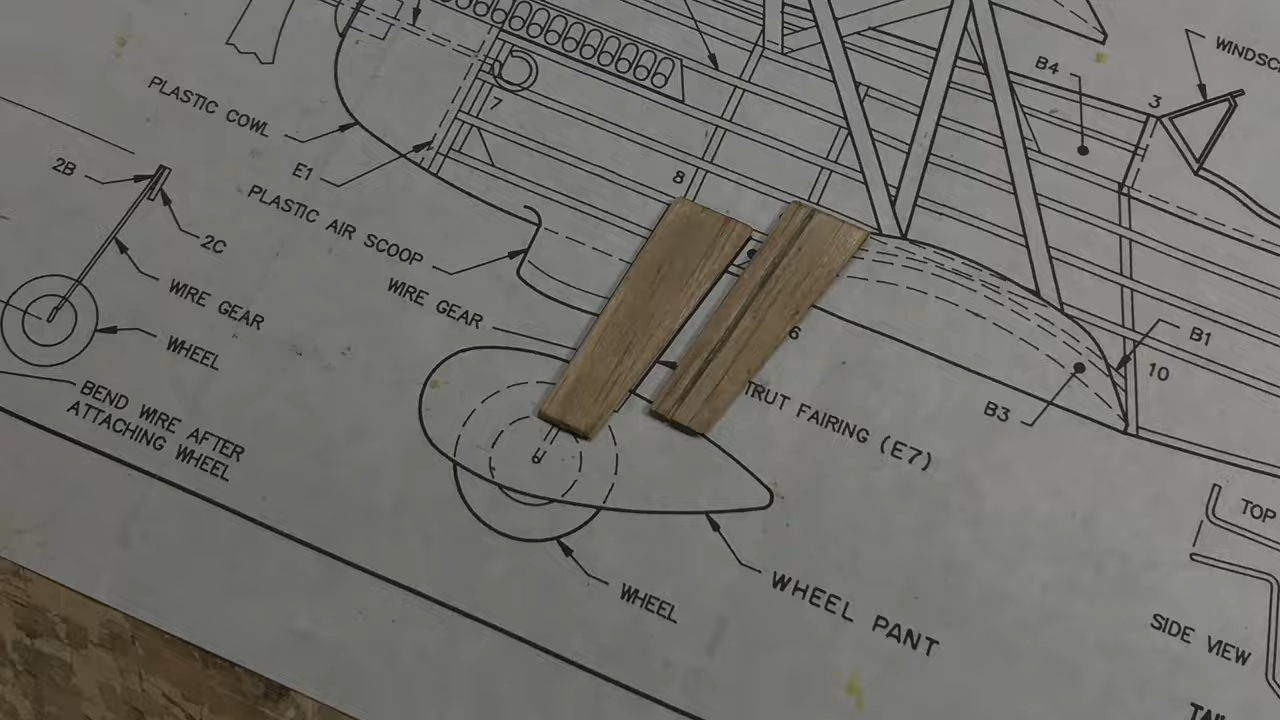 WINDSC
B4
3
PLASTIC COWL
7
E1
2B
8
PLASTIC AIR SCOOP
2C
WIRE GEAR
WIRE GEAR
WHEEL
6
B1
10
B3
BEND WIRE AFTER
ATTACHING WHEEL
TRUT FAIRING (E7)
TOP
WHEEL
WHEEL PANT
SIDE VIEW